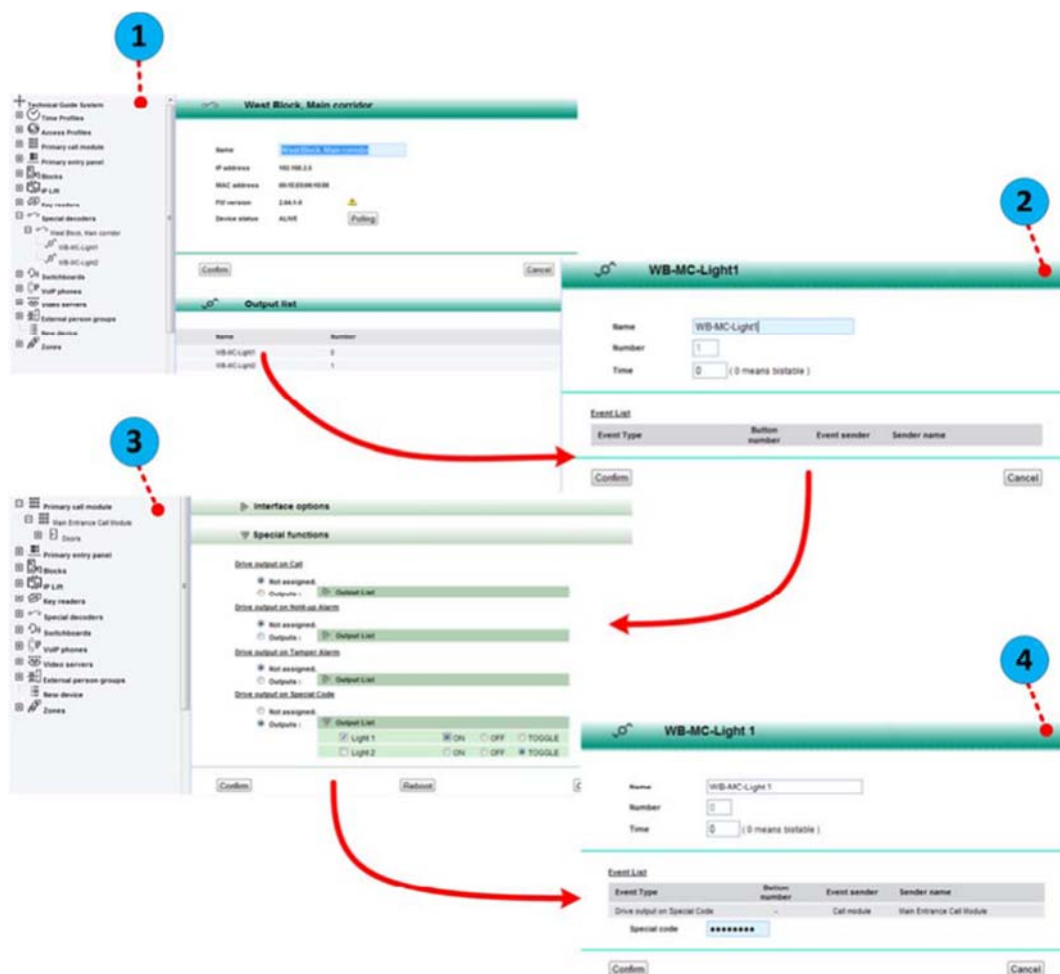 1
Technical Guide System
Time Profiles
Access Profiles
Primary call module
Primary entry panel
Blocks
IP Lift
Key readers
Special decoders
West Block, Main corridor
WB-MC-Light1
WB-MC-Light2
Switchboards
VoIP phones
Video servers
External person groups
New device
Zones
West Block, Main corridor
Name West Block, Main corridor
IP address
MAC address
FW version
Device status ALIVE Polling
Confirm Cancel
Output list
Name Number
WB-MC-Light1 0
WB-MC-Light2 1
2
WB-MC-Light1
Name WB-MC-Light1
Number 1
Time 0 ( 0 means bistable )
Event List
Event Type Button number Event sender Sender name
Confirm Cancel
3
Primary call module
Main Entrance Call Module
Doors
Primary entry panel
Blocks
IP Lift
Key readers
Special decoders
Switchboards
VoIP phones
Video servers
External person groups
New device
Zones
Interface options
Special functions
Drive output on Call
Not assigned.
Outputs : Output List
Drive output on Hold-up Alarm
Not assigned.
Outputs : Output List
Drive output on Tamper Alarm
Not assigned.
Outputs : Output List
Drive output on Special Code
Not assigned.
Outputs : Output List
Light 1 ON OFF TOGGLE
Light 2 ON OFF TOGGLE
Confirm Reboot
4
WB-MC-Light 1
Name WB-MC-Light 1
Number 0
Time 0 ( 0 means bistable )
Event List
Event Type Button number Event sender Sender name
Drive output on Special Code - Call module Main Entrance Call Module
Special code ●●●●●●●●
Confirm Cancel